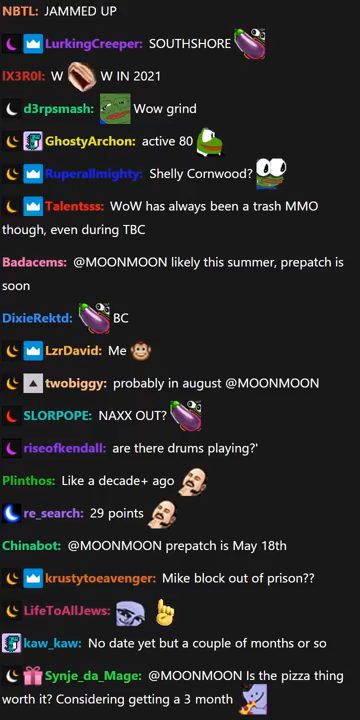 NBTL: JAMMED UP
LurkingCreeper: SOUTHSHORE
IX3R0I: W W IN 2021
d3rpsmash: Wow grind
GhostyArchon: active 80
Ruperallmighty: Shelly Cornwood?
Talentsss: WoW has always been a trash MMO
though, even during TBC
Badacems: @MOONMOON likely this summer, prepatch is
soon
DixieRektd: BC
LzrDavid: Me
twobiggy: probably in august @MOONMOON
SLORPOPE: NAXX OUT?
riseofkendall: are there drums playing?'
Plinthos: Like a decade+ ago
re_search: 29 points
Chinabot: @MOONMOON prepatch is May 18th
krustytoeavenger: Mike block out of prison??
LifeToAllJews:
kaw_kaw: No date yet but a couple of months or so
Synje_da_Mage: @MOONMOON Is the pizza thing
worth it? Considering getting a 3 month